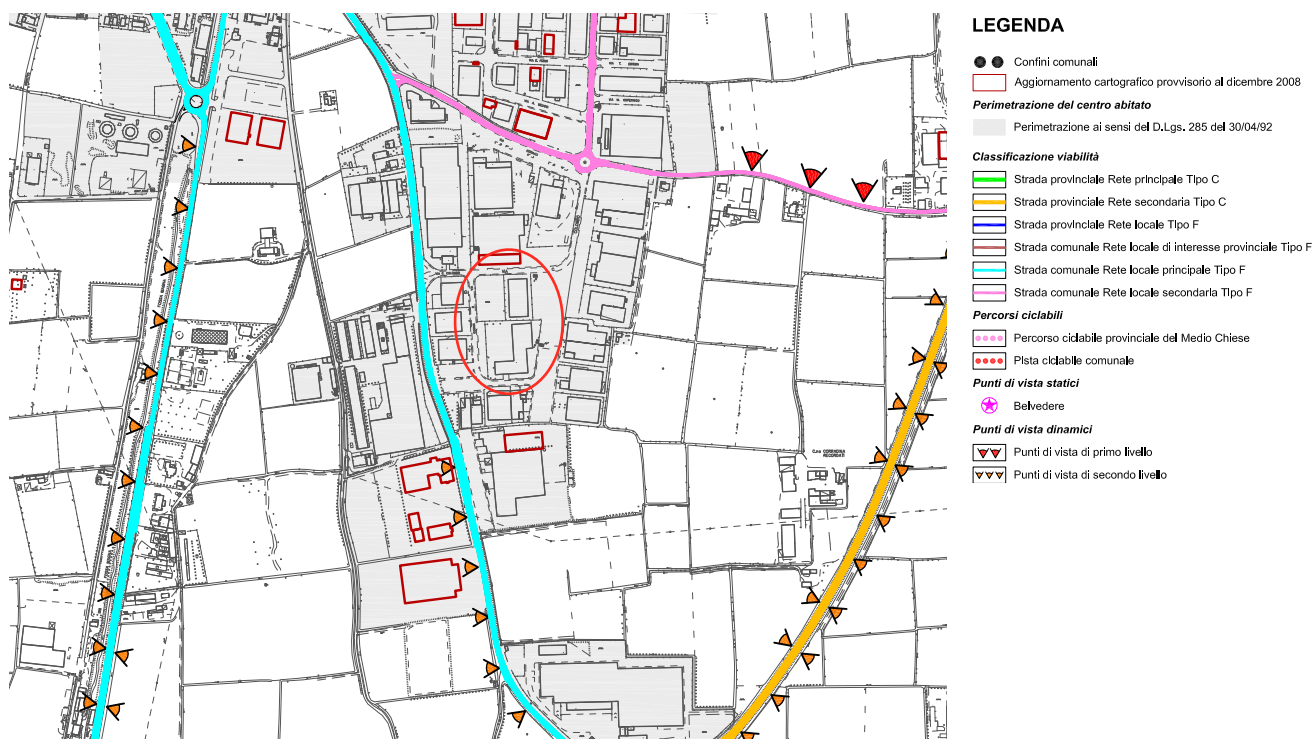 LEGENDA
Confini comunali
Aggiornamento cartografico provvisorio al dicembre 2008
Perimetrazione del centro abitato
Perimetrazione ai sensi del D.Lgs. 285 del 30/04/92
Classificazione viabilità
Strada provinciale Rete principale Tipo C
Strada provinciale Rete secondaria Tipo C
Strada provinciale Rete locale Tipo F
Strada comunale Rete locale di interesse provinciale Tipo F
Strada comunale Rete locale principale Tipo F
Strada comunale Rete locale secondaria Tipo F
Percorsi ciclabili
Percorso ciclabile provinciale del Medio Chiese
Pista ciclabile comunale
Punti di vista statici
Belvedere
Punti di vista dinamici
Punti di vista di primo livello
Punti di vista di secondo livello